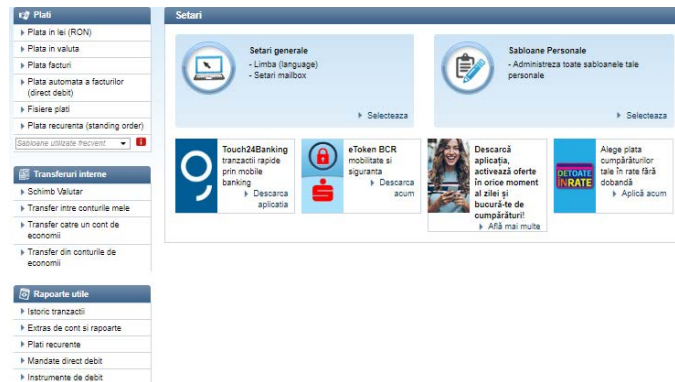 Plati
Plata in lei (RON)
Plata in valuta
Plata facturi
Plata automata a facturilor
(direct debit)
Fisiere plati
Plata recurenta (standing order)
Sabloane utilizate frecvent
Transferuri interne
Schimb Valutar
Transfer intre conturile mele
Transfer catre un cont de
economii
Transfer din conturile de
economii
Rapoarte utile
Istoric tranzactii
Extras de cont si rapoarte
Plati recurente
Mandate direct debit
Instrumente de debit
Setari
Setari generale
- Limba (language)
- Setari mailbox
Selecteaza
Sabloane Personale
- Administreza toate sabloanele tale
personale
Selecteaza
Touch24Banking
tranzactii rapide
prin mobile
banking
Descarca
aplicatia
eToken BCR
mobilitate si
siguranta
Descarca
acum
Descarcă
aplicația,
activează oferte
în orice moment
al zilei și
bucură-te de
cumpărături!
Află mai multe
DETOATE
ÎNRATE
Alege plata
cumpărăturilor
tale în rate fără
dobandă
Aplică acum